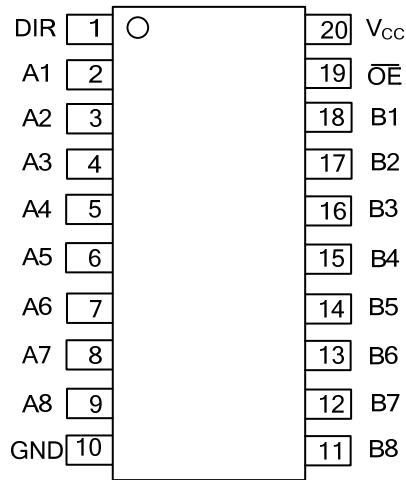 DIR 1 20 V_CC
A1 2 19 O̅E̅
A2 3 18 B1
A3 4 17 B2
A4 5 16 B3
A5 6 15 B4
A6 7 14 B5
A7 8 13 B6
A8 9 12 B7
GND 10 11 B8